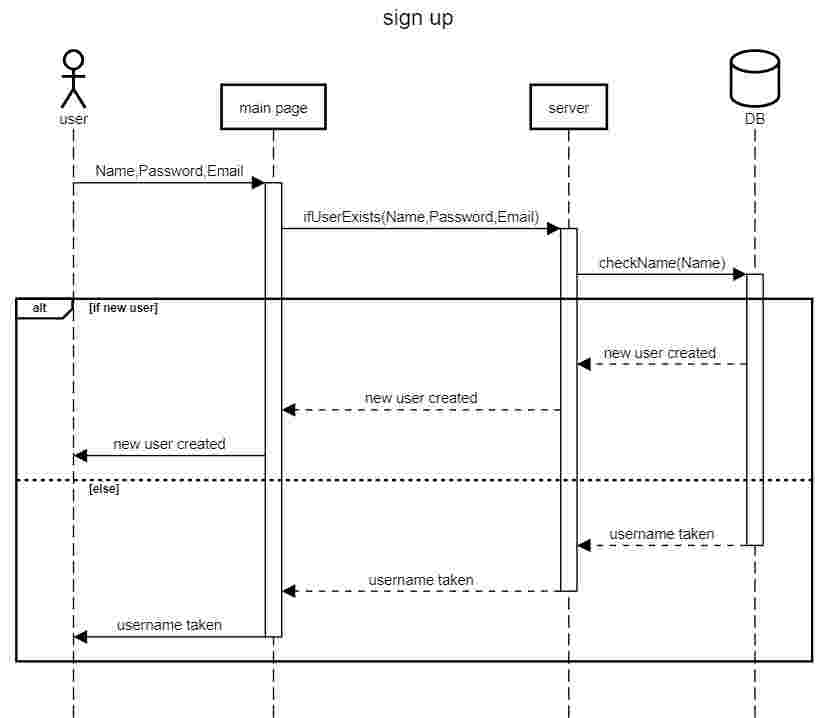 sign up
user
main page
server
DB
Name,Password,Email
ifUserExists(Name,Password,Email)
checkName(Name)
alt
[if new user]
new user created
new user created
new user created
[else]
username taken
username taken
username taken